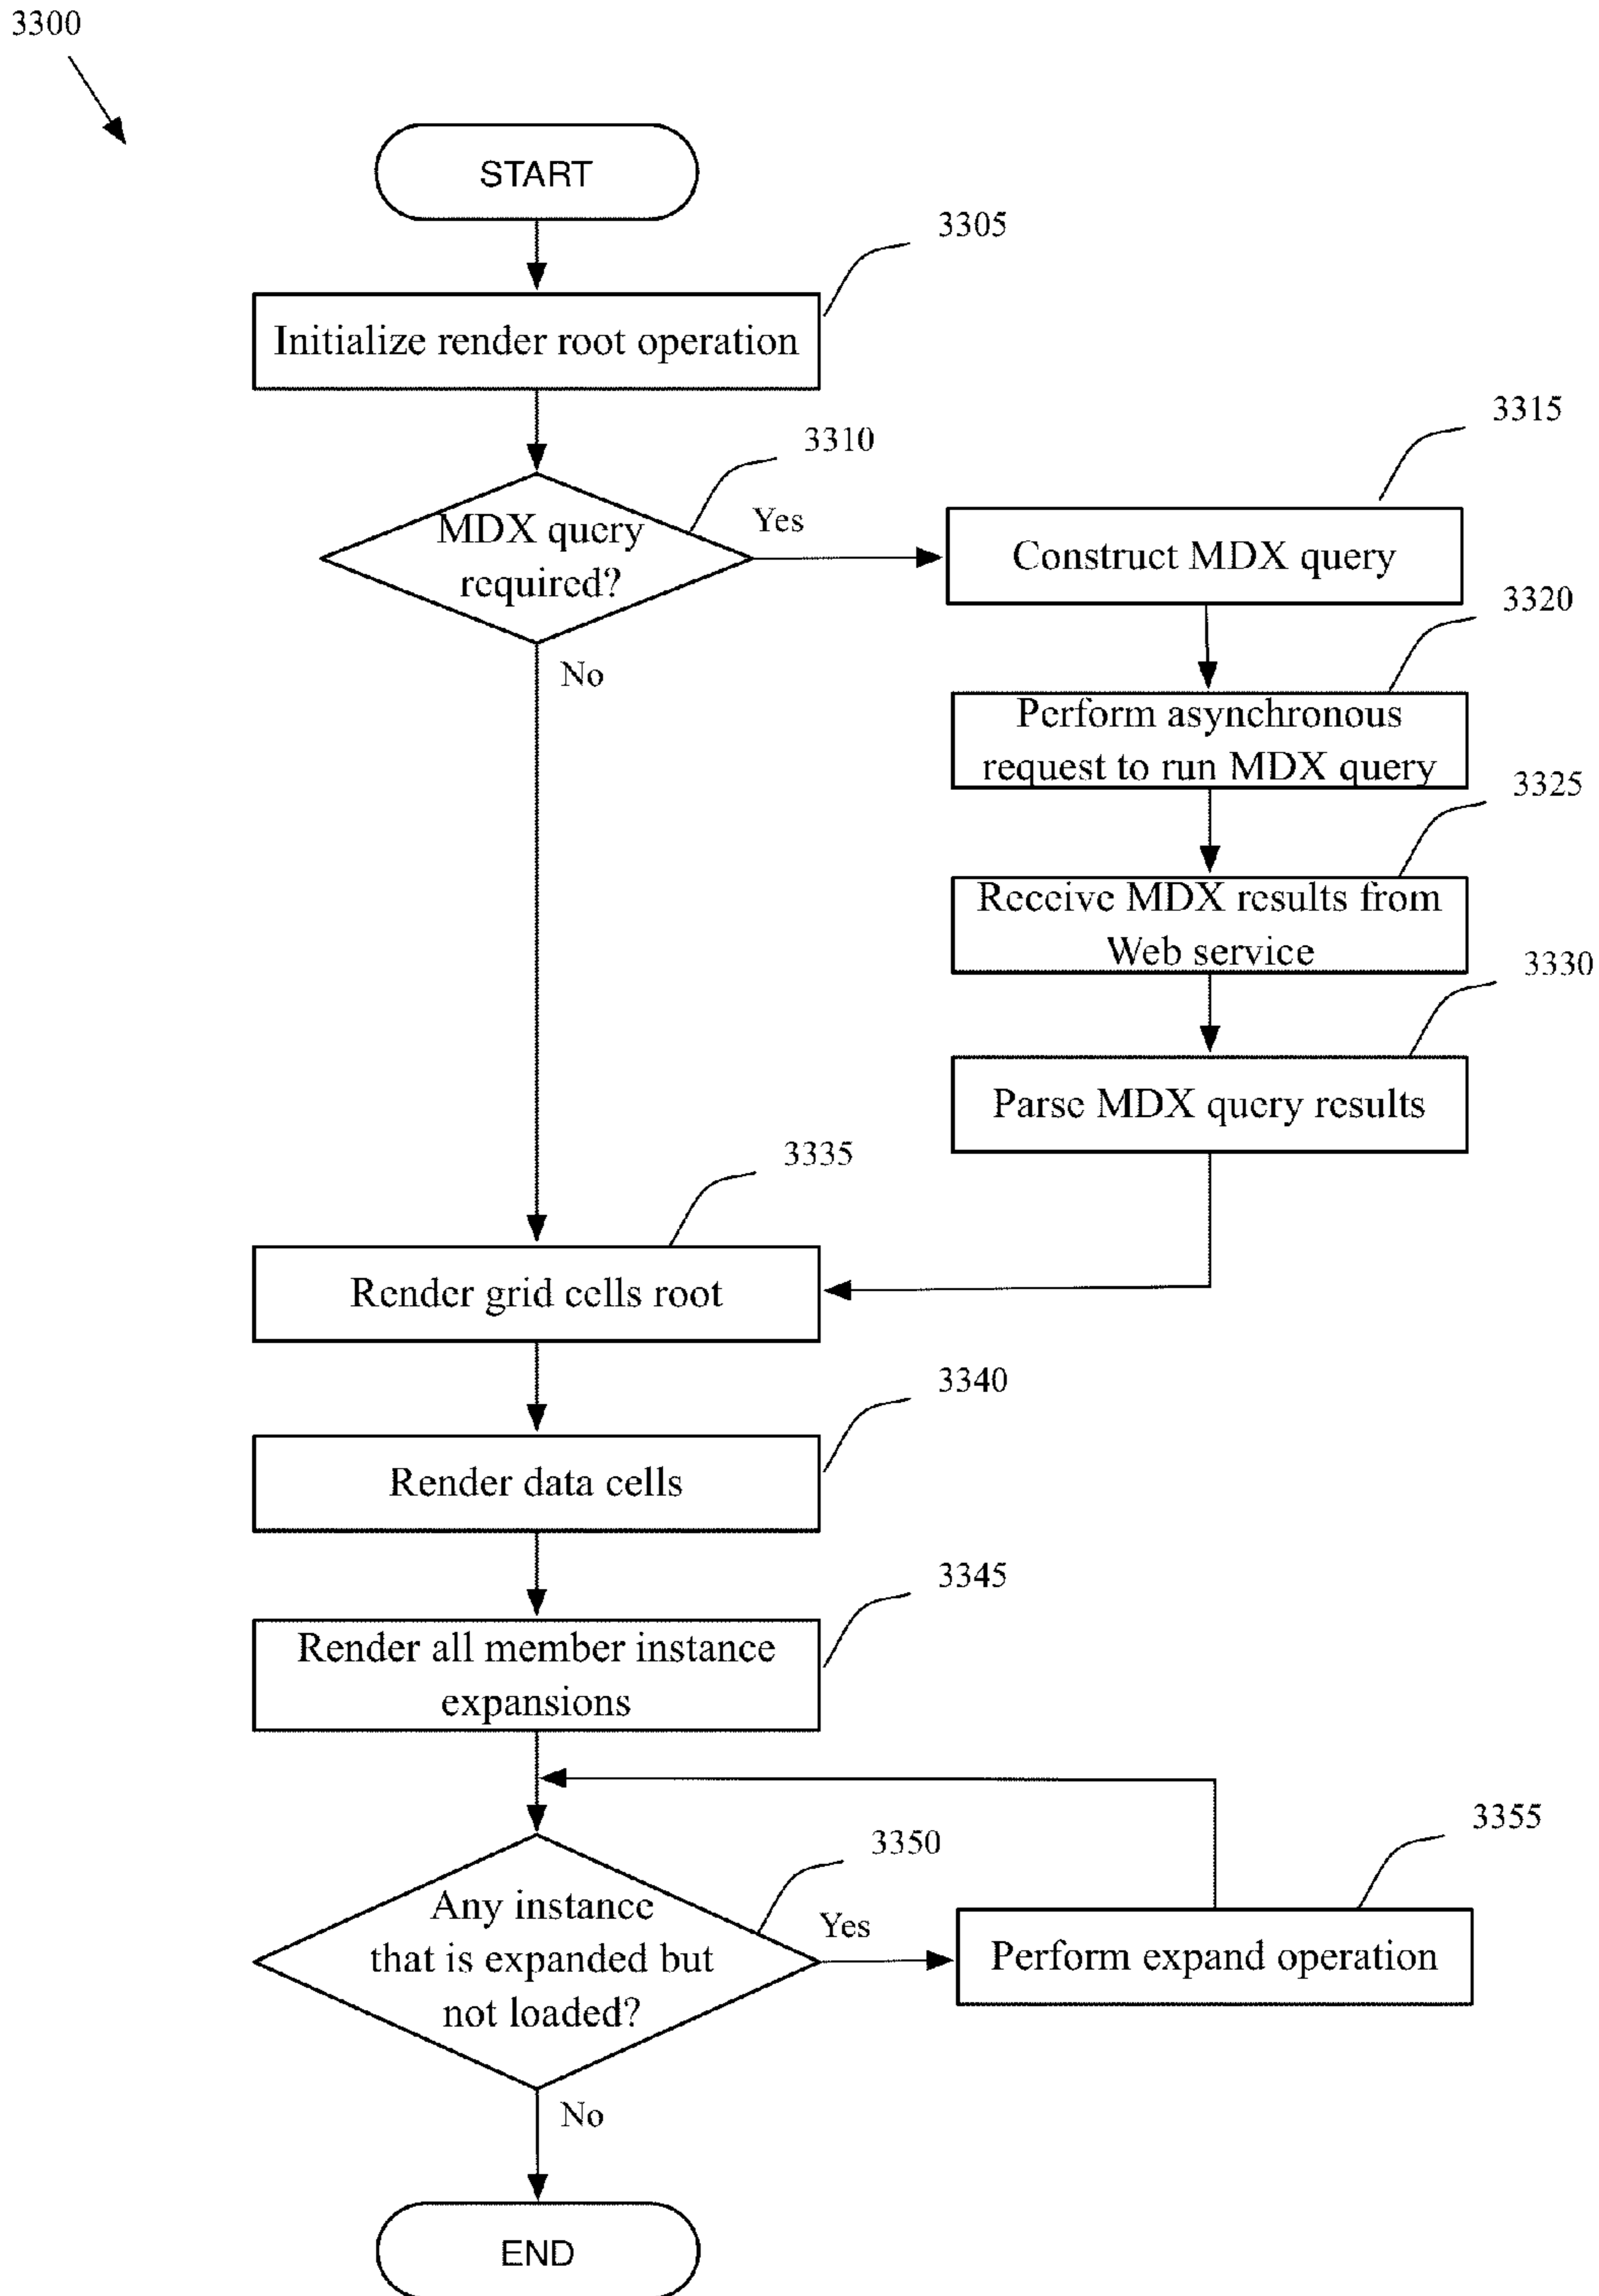 3300
START
3305
Initialize render root operation
3310
3315
MDX query
required?
Yes
Construct MDX query
3320
No
Perform asynchronous
request to run MDX query
3325
Receive MDX results from
Web service
3330
Parse MDX query results
3335
Render grid cells root
3340
Render data cells
3345
Render all member instance
expansions
3350
3355
Any instance
that is expanded but
not loaded?
Yes
Perform expand operation
No
END